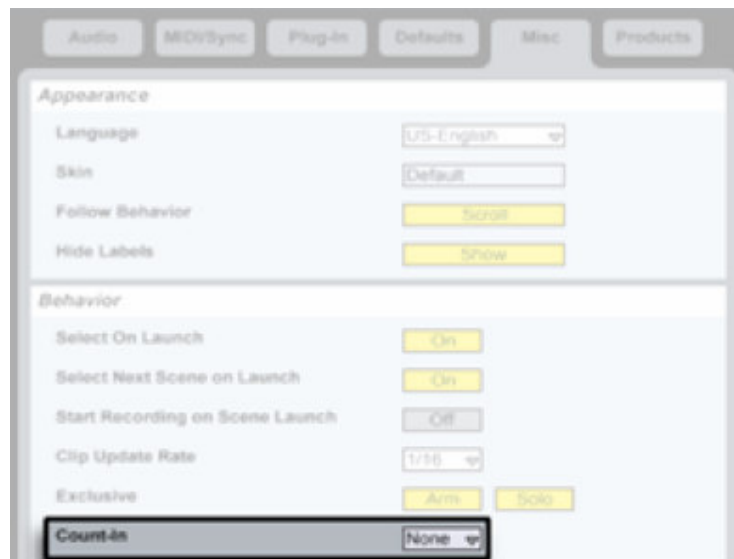 Audio MIDI/Sync Plug-In Defaults Misc Products
Appearance
Language US-English
Skin Default
Follow Behavior Scroll
Hide Labels Show
Behavior
Select On Launch On
Select Next Scene on Launch On
Start Recording on Scene Launch Off
Clip Update Rate 1/16
Exclusive Arm Solo
Count-In None